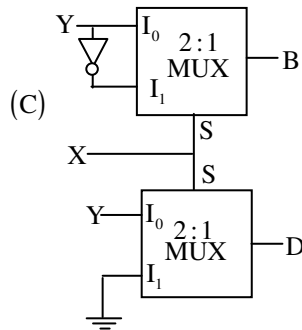 Y I₀ 2:1 MUX B
I₁
(C)
S
X
S
Y I₀ 2:1 MUX D
I₁